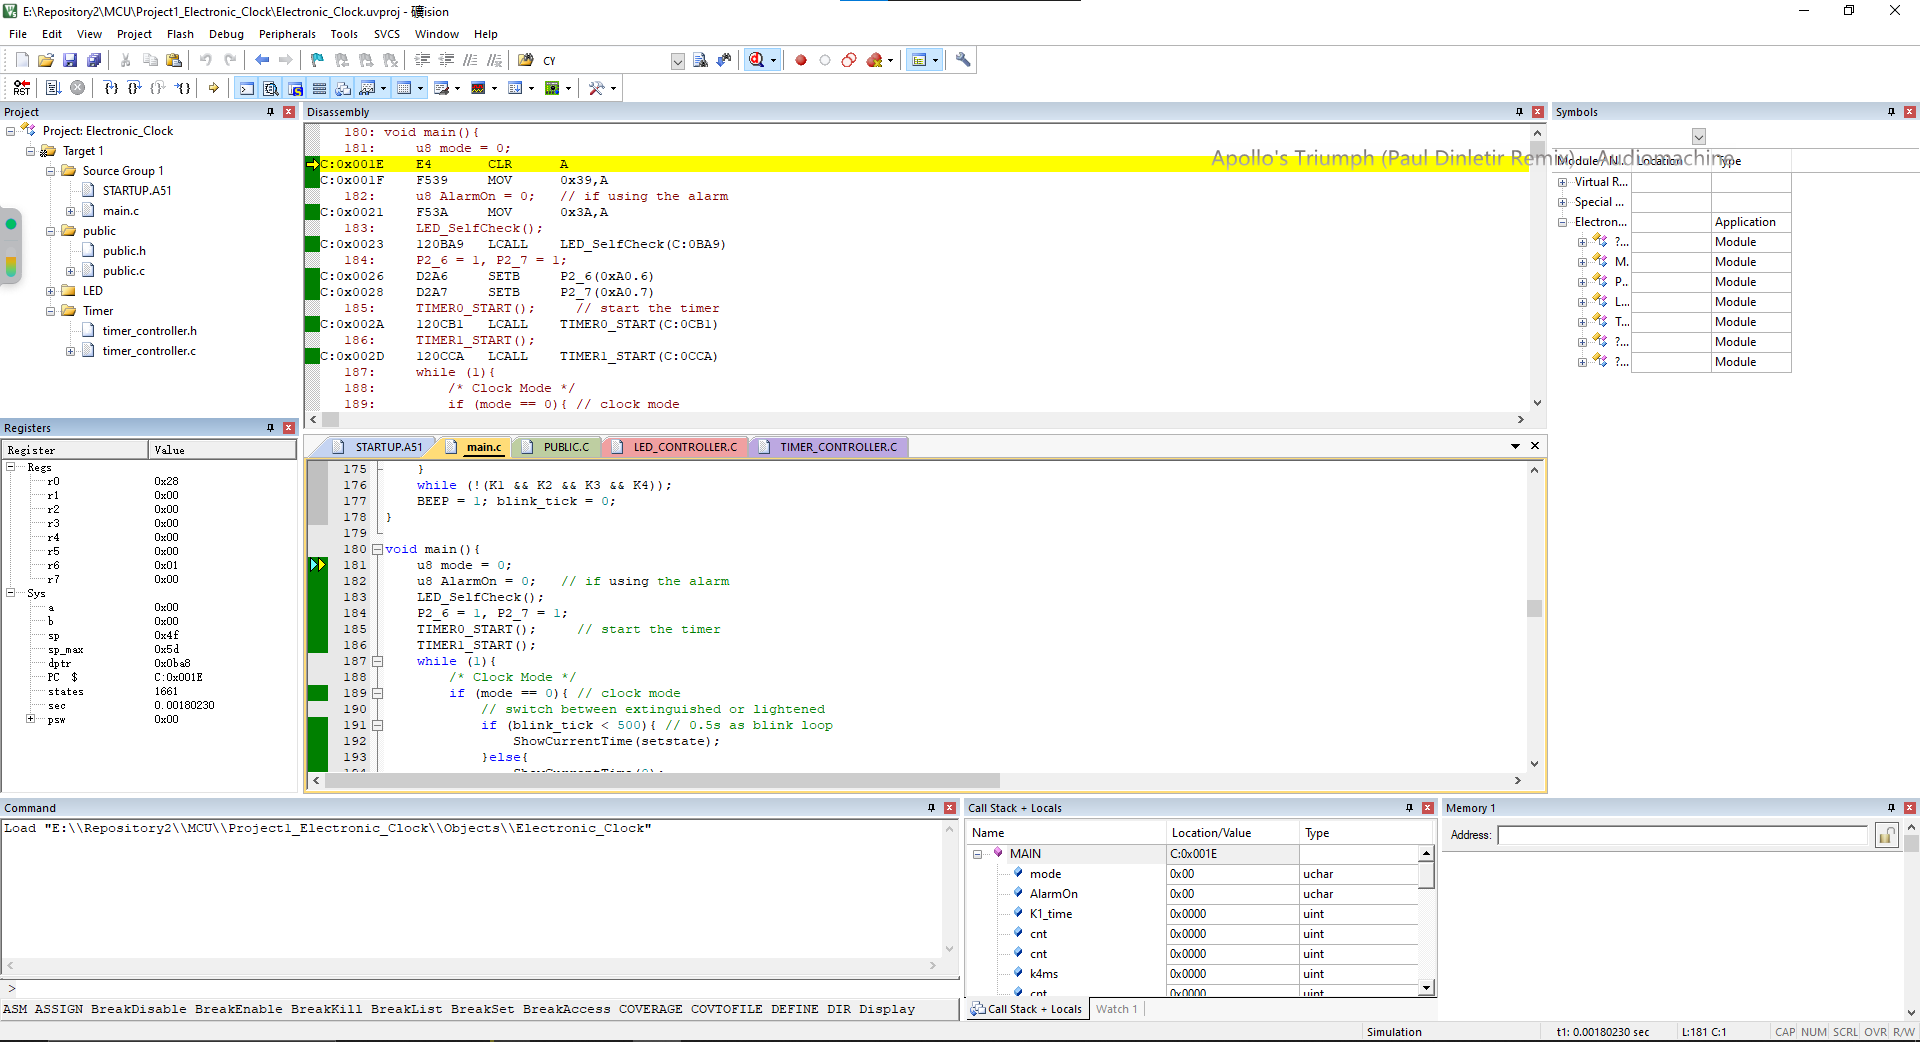 E:\Repository2\MCU\Project1_Electronic_Clock\Electronic_Clock.uvproj - 礦ision
File Edit View Project Flash Debug Peripherals Tools SVCS Window Help
CY
RST
Project
Project: Electronic_Clock
Target 1
Source Group 1
STARTUP.A51
main.c
public
public.h
public.c
LED
Timer
timer_controller.h
timer_controller.c
Registers
Register Value
Regs
r0 0x28
r1 0x00
r2 0x00
r3 0x00
r4 0x00
r5 0x00
r6 0x01
r7 0x00
Sys
a 0x00
b 0x00
sp 0x4f
sp_max 0x5d
dptr 0x0ba8
PC $ C:0x001E
states 1661
sec 0.00180230
psw 0x00
Disassembly
180: void main(){
181: u8 mode = 0;
C:0x001E E4 CLR A
C:0x001F F539 MOV 0x39,A
182: u8 AlarmOn = 0; // if using the alarm
C:0x0021 F53A MOV 0x3A,A
183: LED_SelfCheck();
C:0x0023 120BA9 LCALL LED_SelfCheck(C:0BA9)
184: P2_6 = 1, P2_7 = 1;
C:0x0026 D2A6 SETB P2_6(0xA0.6)
C:0x0028 D2A7 SETB P2_7(0xA0.7)
185: TIMER0_START(); // start the timer
C:0x002A 120CB1 LCALL TIMER0_START(C:0CB1)
186: TIMER1_START();
C:0x002D 120CCA LCALL TIMER1_START(C:0CCA)
187: while (1){
188: /* Clock Mode */
189: if (mode == 0){ // clock mode
Apollo's Triumph (Paul Dinletir Remix) - Audiomachine
STARTUP.A51 main.c PUBLIC.C LED_CONTROLLER.C TIMER_CONTROLLER.C
175 }
176 while (!(K1 && K2 && K3 && K4));
177 BEEP = 1; blink_tick = 0;
178 }
179
180 void main(){
181 u8 mode = 0;
182 u8 AlarmOn = 0; // if using the alarm
183 LED_SelfCheck();
184 P2_6 = 1, P2_7 = 1;
185 TIMER0_START(); // start the timer
186 TIMER1_START();
187 while (1){
188 /* Clock Mode */
189 if (mode == 0){ // clock mode
190 // switch between extinguished or lightened
191 if (blink_tick < 500){ // 0.5s as blink loop
192 ShowCurrentTime(setstate);
193 }else{
194 ShowCurrentTime(0);
Symbols
Module / N... Location Type
Virtual R...
Special ...
Electron... Application
?... Module
M. Module
P... Module
L... Module
T... Module
?... Module
?... Module
Command
Load "E:\\Repository2\\MCU\\Project1_Electronic_Clock\\Objects\\Electronic_Clock"
>
ASM ASSIGN BreakDisable BreakEnable BreakKill BreakList BreakSet BreakAccess COVERAGE COVTOFILE DEFINE DIR Display
Call Stack + Locals
Name Location/Value Type
MAIN C:0x001E
mode 0x00 uchar
AlarmOn 0x00 uchar
K1_time 0x0000 uint
cnt 0x0000 uint
cnt 0x0000 uint
k4ms 0x0000 uint
cnt 0x0000 uint
Call Stack + Locals Watch 1
Memory 1
Address:
Simulation t1: 0.00180230 sec L:181 C:1 CAP NUM SCRL OVR R/W